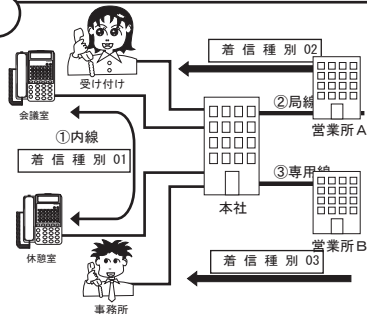 着信種別 02
受け付け
②局線
会議室
営業所A
①内線
着信種別 01
③専用線
本社
休憩室
営業所B
着信種別 03
事務所